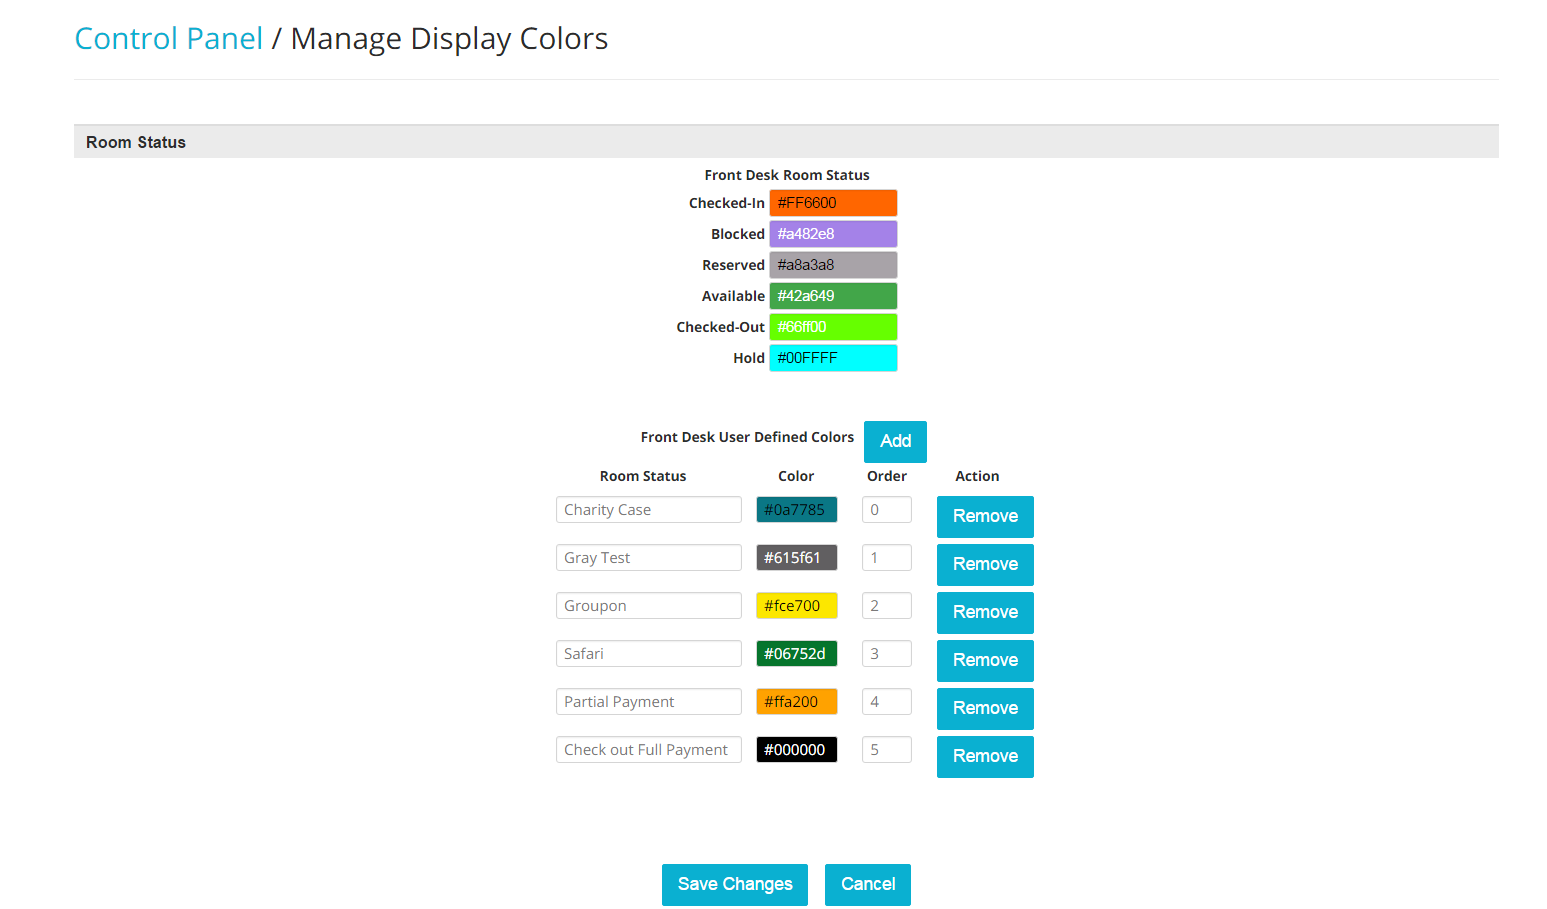 Control Panel / Manage Display Colors
Room Status
Front Desk Room Status
Checked-In #FF6600
Blocked #a482e8
Reserved #a8a3a8
Available #42a649
Checked-Out #66ff00
Hold #00FFFF
Front Desk User Defined Colors Add
Room Status Color Order Action
Charity Case #0a7785 0 Remove
Gray Test #615f61 1 Remove
Groupon #fce700 2 Remove
Safari #06752d 3 Remove
Partial Payment #ffa200 4 Remove
Check out Full Payment #000000 5 Remove
Save Changes Cancel